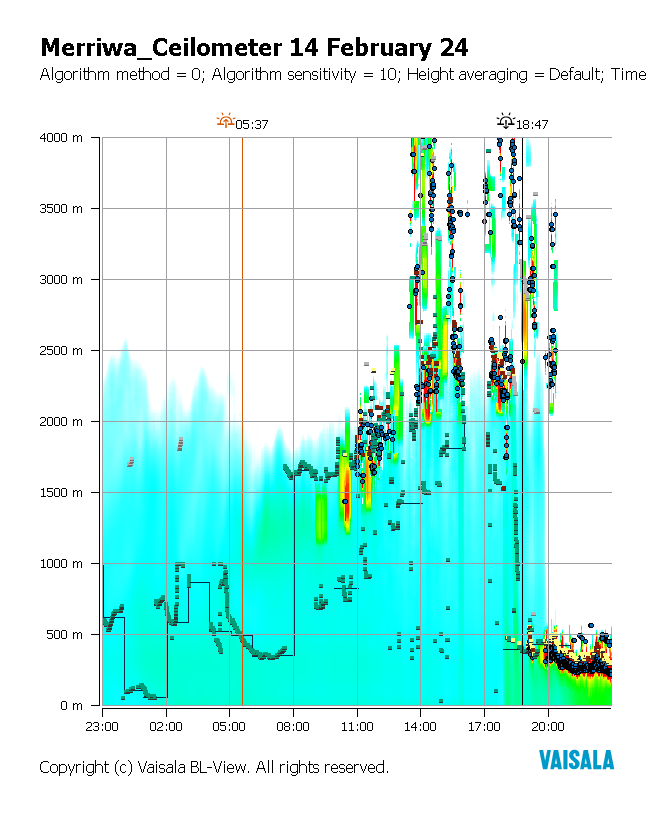 Merriwa_Ceilometer 14 February 24
Algorithm method = 0; Algorithm sensitivity = 10; Height averaging = Default; Time
05:37
18:47
4000 m
3500 m
3000 m
2500 m
2000 m
1500 m
1000 m
500 m
0 m
23:00 02:00 05:00 08:00 11:00 14:00 17:00 20:00
VAISALA
Copyright (c) Vaisala BL-View. All rights reserved.